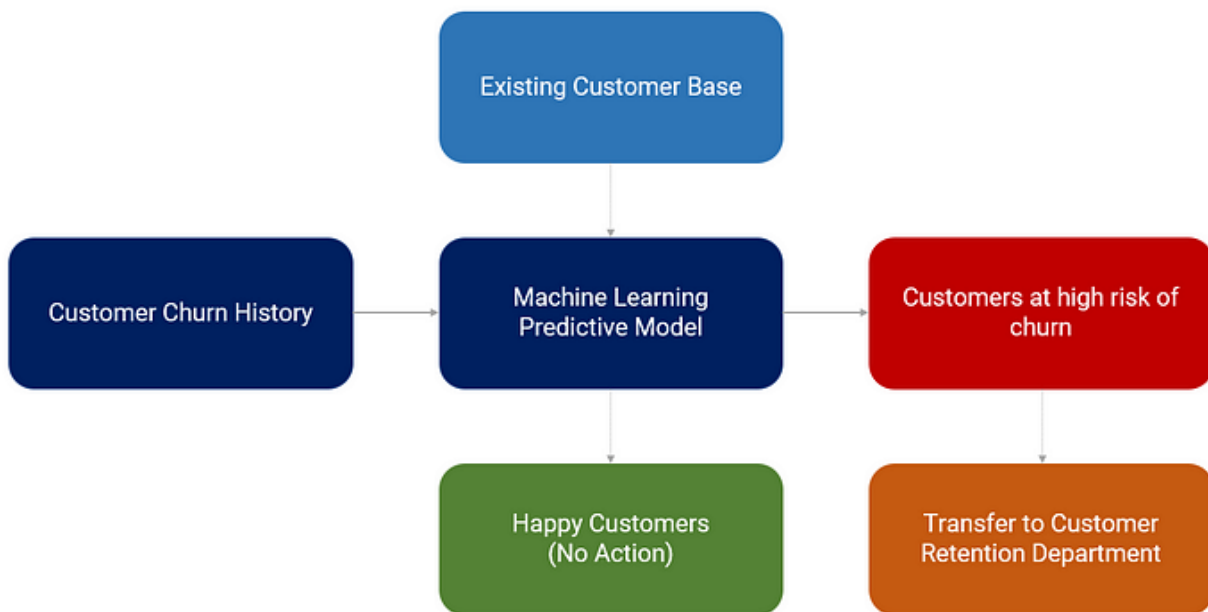 Existing Customer Base
Customer Churn History
Machine Learning
Predictive Model
Customers at high risk of
churn
Happy Customers
(No Action)
Transfer to Customer
Retention Department